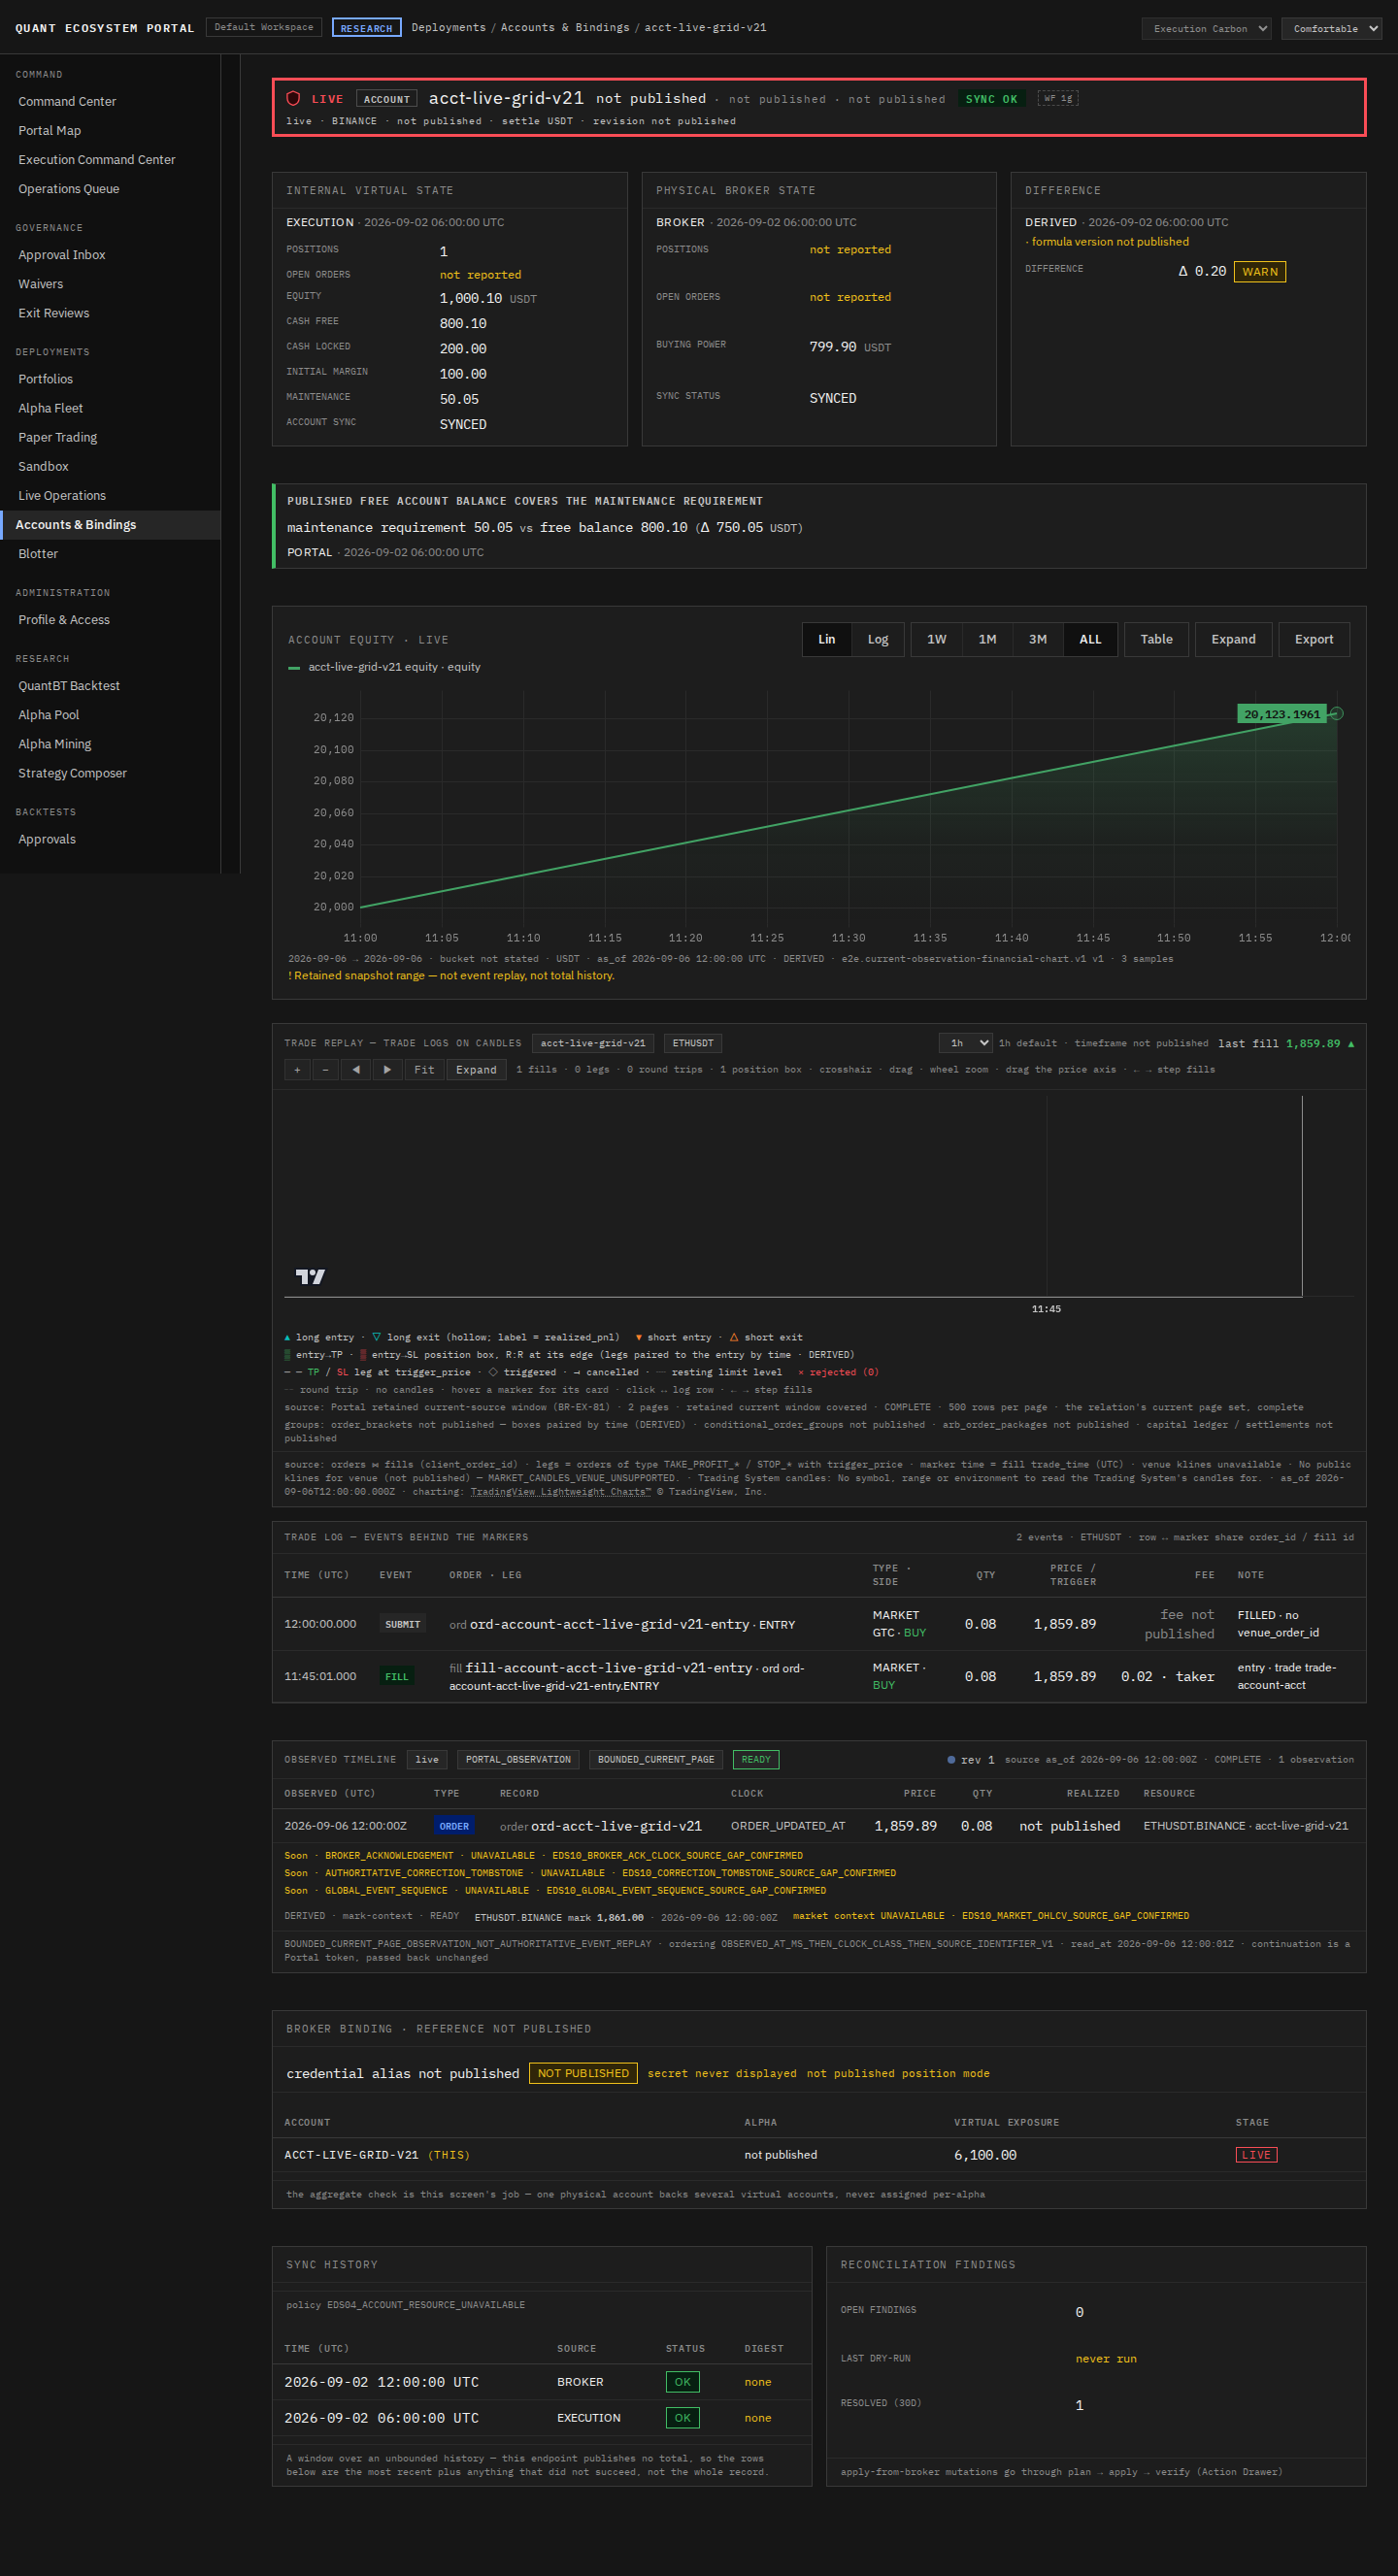 QUANT ECOSYSTEM PORTAL Default Workspace RESEARCH Deployments / Accounts & Bindings / acct-live-grid-v21 Execution Carbon Comfortable
COMMAND
Command Center
Portal Map
Execution Command Center
Operations Queue
GOVERNANCE
Approval Inbox
Waivers
Exit Reviews
DEPLOYMENTS
Portfolios
Alpha Fleet
Paper Trading
Sandbox
Live Operations
Accounts & Bindings
Blotter
ADMINISTRATION
Profile & Access
RESEARCH
QuantBT Backtest
Alpha Pool
Alpha Mining
Strategy Composer
BACKTESTS
Approvals
LIVE ACCOUNT acct-live-grid-v21 not published · not published · not published SYNC OK WF 1g
live · BINANCE · not published · settle USDT · revision not published
INTERNAL VIRTUAL STATE
EXECUTION · 2026-09-02 06:00:00 UTC
POSITIONS 1
OPEN ORDERS not reported
EQUITY 1,000.10 USDT
CASH FREE 800.10
CASH LOCKED 200.00
INITIAL MARGIN 100.00
MAINTENANCE 50.05
ACCOUNT SYNC SYNCED
PHYSICAL BROKER STATE
BROKER · 2026-09-02 06:00:00 UTC
POSITIONS not reported
OPEN ORDERS not reported
BUYING POWER 799.90 USDT
SYNC STATUS SYNCED
DIFFERENCE
DERIVED · 2026-09-02 06:00:00 UTC
· formula version not published
DIFFERENCE Δ 0.20 WARN
PUBLISHED FREE ACCOUNT BALANCE COVERS THE MAINTENANCE REQUIREMENT
maintenance requirement 50.05 vs free balance 800.10 (Δ 750.05 USDT)
PORTAL · 2026-09-02 06:00:00 UTC
ACCOUNT EQUITY · LIVE Lin Log 1W 1M 3M ALL Table Expand Export
acct-live-grid-v21 equity · equity
20,123.1961
20,120
20,100
20,080
20,060
20,040
20,020
20,000
11:00 11:05 11:10 11:15 11:20 11:25 11:30 11:35 11:40 11:45 11:50 11:55 12:00
2026-09-06 → 2026-09-06 · bucket not stated · USDT · as_of 2026-09-06 12:00:00 UTC · DERIVED · e2e.current-observation-financial-chart.v1 v1 · 3 samples
! Retained snapshot range — not event replay, not total history.
TRADE REPLAY — TRADE LOGS ON CANDLES acct-live-grid-v21 ETHUSDT 1h 1h default · timeframe not published last fill 1,859.89 ▲
+ − ◀ ▶ Fit Expand 1 fills · 0 legs · 0 round trips · 1 position box · crosshair · drag · wheel zoom · drag the price axis · ← → step fills
11:45
▲ long entry · ▽ long exit (hollow; label = realized_pnl) ▼ short entry · △ short exit
▒ entry→TP · ▒ entry→SL position box, R:R at its edge (legs paired to the entry by time · DERIVED)
─ ─ TP / SL leg at trigger_price · ◇ triggered · ⊣ cancelled · ┈┈ resting limit level × rejected (0)
┈┈ round trip · no candles · hover a marker for its card · click ↔ log row · ← → step fills
source: Portal retained current-source window (BR-EX-81) · 2 pages · retained current window covered · COMPLETE · 500 rows per page · the relation's current page set, complete
groups: order_brackets not published — boxes paired by time (DERIVED) · conditional_order_groups not published · arb_order_packages not published · capital ledger / settlements not
published
source: orders ⋈ fills (client_order_id) · legs = orders of type TAKE_PROFIT_* / STOP_* with trigger_price · marker time = fill trade_time (UTC) · venue klines unavailable · No public
klines for venue (not published) — MARKET_CANDLES_VENUE_UNSUPPORTED. · Trading System candles: No symbol, range or environment to read the Trading System's candles for. · as_of 2026-
09-06T12:00:00.000Z · charting: TradingView Lightweight Charts™ © TradingView, Inc.
TRADE LOG — EVENTS BEHIND THE MARKERS 2 events · ETHUSDT · row ↔ marker share order_id / fill id
TIME (UTC) EVENT ORDER · LEG TYPE · SIDE QTY PRICE / TRIGGER FEE NOTE
12:00:00.000 SUBMIT ord ord-account-acct-live-grid-v21-entry · ENTRY MARKET GTC · BUY 0.08 1,859.89 fee not published FILLED · no venue_order_id
11:45:01.000 FILL fill fill-account-acct-live-grid-v21-entry · ord ord-account-acct-live-grid-v21-entry.ENTRY MARKET · BUY 0.08 1,859.89 0.02 · taker entry · trade trade-account-acct
OBSERVED TIMELINE live PORTAL_OBSERVATION BOUNDED_CURRENT_PAGE READY rev 1 source as_of 2026-09-06 12:00:00Z · COMPLETE · 1 observation
OBSERVED (UTC) TYPE RECORD CLOCK PRICE QTY REALIZED RESOURCE
2026-09-06 12:00:00Z ORDER order ord-acct-live-grid-v21 ORDER_UPDATED_AT 1,859.89 0.08 not published ETHUSDT.BINANCE · acct-live-grid-v21
Soon · BROKER_ACKNOWLEDGEMENT · UNAVAILABLE · EDS10_BROKER_ACK_CLOCK_SOURCE_GAP_CONFIRMED
Soon · AUTHORITATIVE_CORRECTION_TOMBSTONE · UNAVAILABLE · EDS10_CORRECTION_TOMBSTONE_SOURCE_GAP_CONFIRMED
Soon · GLOBAL_EVENT_SEQUENCE · UNAVAILABLE · EDS10_GLOBAL_EVENT_SEQUENCE_SOURCE_GAP_CONFIRMED
DERIVED · mark-context · READY ETHUSDT.BINANCE mark 1,861.00 · 2026-09-06 12:00:00Z market context UNAVAILABLE · EDS10_MARKET_OHLCV_SOURCE_GAP_CONFIRMED
BOUNDED_CURRENT_PAGE_OBSERVATION_NOT_AUTHORITATIVE_EVENT_REPLAY · ordering OBSERVED_AT_MS_THEN_CLOCK_CLASS_THEN_SOURCE_IDENTIFIER_V1 · read_at 2026-09-06 12:00:01Z · continuation is a
Portal token, passed back unchanged
BROKER BINDING · REFERENCE NOT PUBLISHED
credential alias not published NOT PUBLISHED secret never displayed not published position mode
ACCOUNT ALPHA VIRTUAL EXPOSURE STAGE
ACCT-LIVE-GRID-V21 (THIS) not published 6,100.00 LIVE
the aggregate check is this screen's job — one physical account backs several virtual accounts, never assigned per-alpha
SYNC HISTORY
policy EDS04_ACCOUNT_RESOURCE_UNAVAILABLE
TIME (UTC) SOURCE STATUS DIGEST
2026-09-02 12:00:00 UTC BROKER OK none
2026-09-02 06:00:00 UTC EXECUTION OK none
A window over an unbounded history — this endpoint publishes no total, so the rows
below are the most recent plus anything that did not succeed, not the whole record.
RECONCILIATION FINDINGS
OPEN FINDINGS 0
LAST DRY-RUN never run
RESOLVED (30D) 1
apply-from-broker mutations go through plan → apply → verify (Action Drawer)